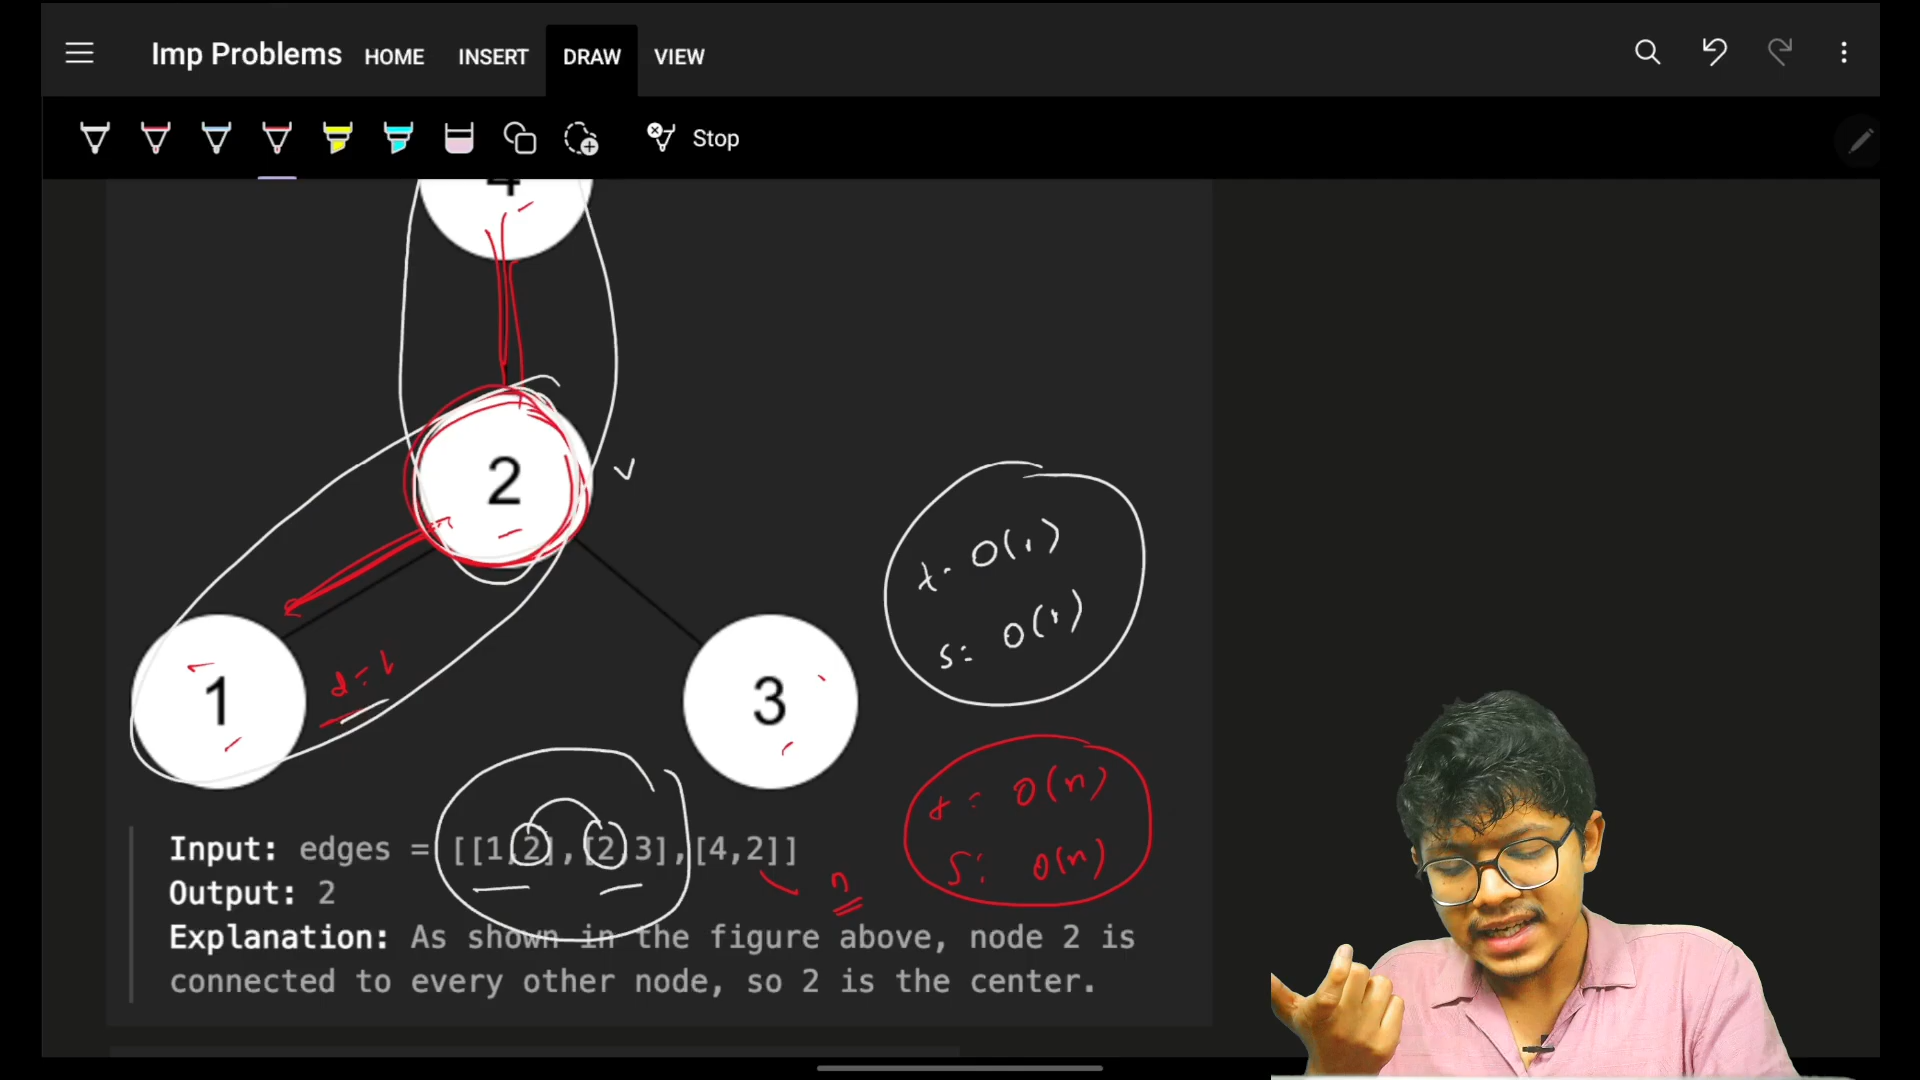 Imp Problems HOME INSERT DRAW VIEW
Stop
4
2
1
3
d=1
t- O(1)
s: O(1)
t= O(n)
S: O(n)
n
Input: edges = [[1,2],[2,3],[4,2]]
Output: 2
Explanation: As shown in the figure above, node 2 is
connected to every other node, so 2 is the center.